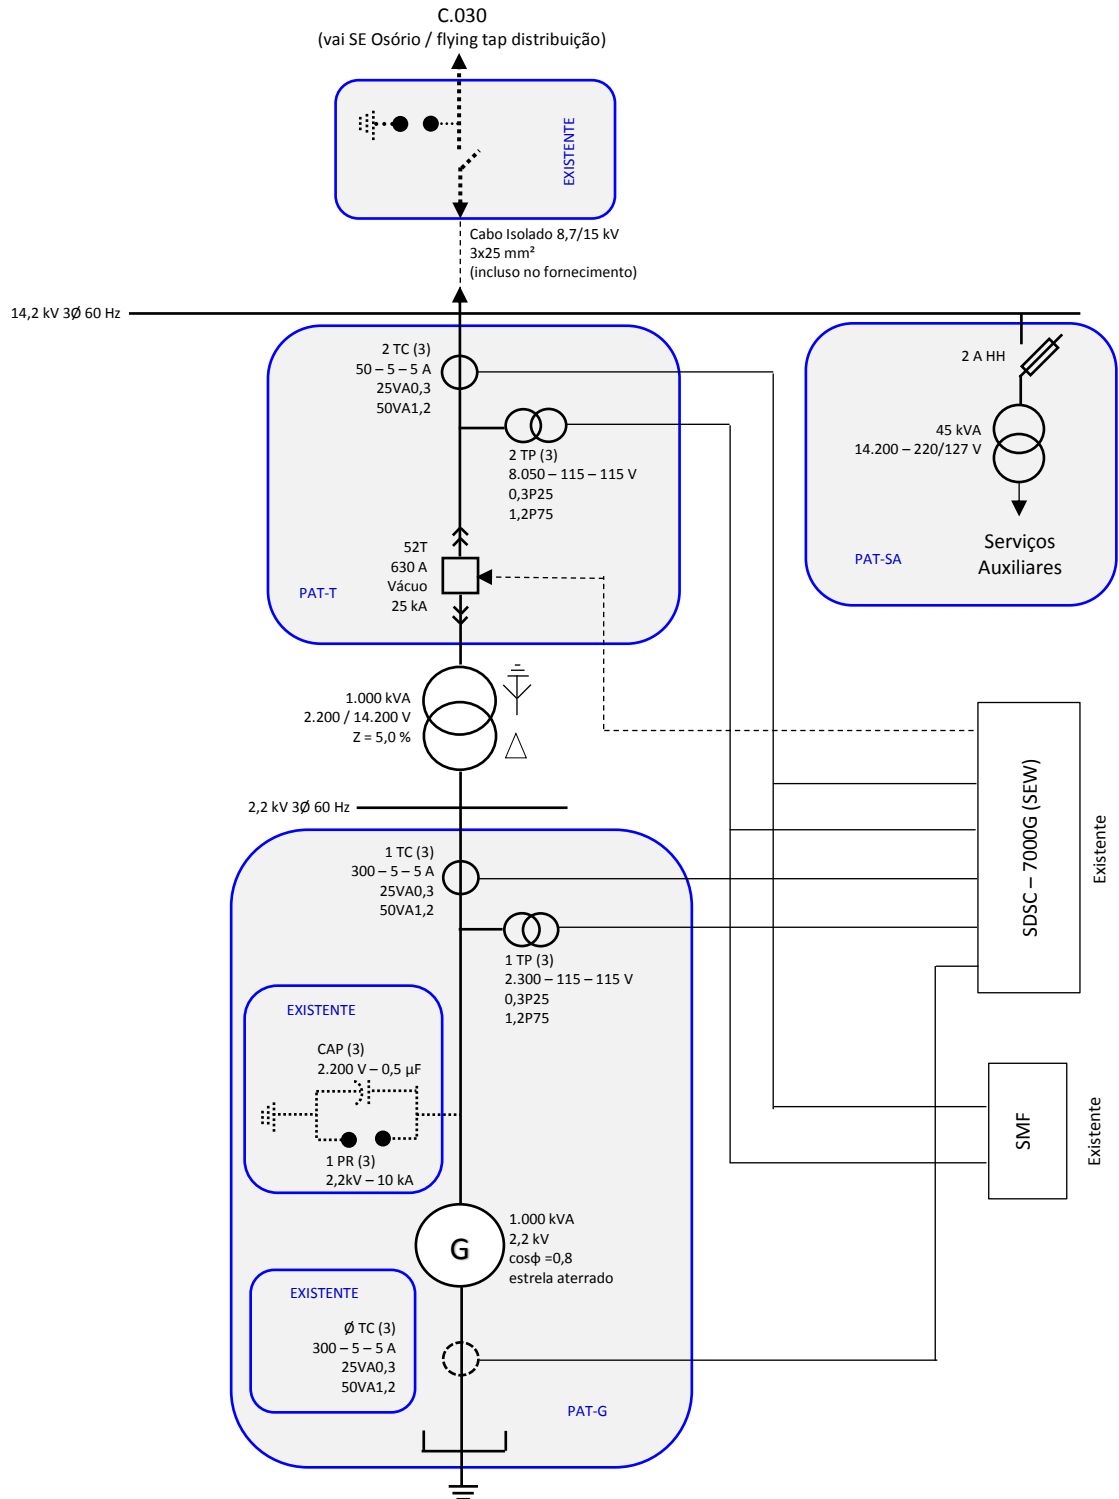 C.030
(vai SE Osório / flying tap distribuição)
EXISTENTE
Cabo Isolado 8,7/15 kV
3x25 mm²
(incluso no fornecimento)
14,2 kV 3Ø 60 Hz
2 TC (3)
50 – 5 – 5 A
25VA0,3
50VA1,2
2 TP (3)
8.050 – 115 – 115 V
0,3P25
1,2P75
52T
630 A
Vácuo
25 kA
PAT-T
2 A HH
45 kVA
14.200 – 220/127 V
Serviços
Auxiliares
PAT-SA
1.000 kVA
2.200 / 14.200 V
Z = 5,0 %
2,2 kV 3Ø 60 Hz
1 TC (3)
300 – 5 – 5 A
25VA0,3
50VA1,2
1 TP (3)
2.300 – 115 – 115 V
0,3P25
1,2P75
EXISTENTE
CAP (3)
2.200 V – 0,5 µF
1 PR (3)
2,2kV – 10 kA
G
1.000 kVA
2,2 kV
cosϕ =0,8
estrela aterrado
EXISTENTE
Ø TC (3)
300 – 5 – 5 A
25VA0,3
50VA1,2
PAT-G
SDSC – 7000G (SEW)
Existente
SMF
Existente